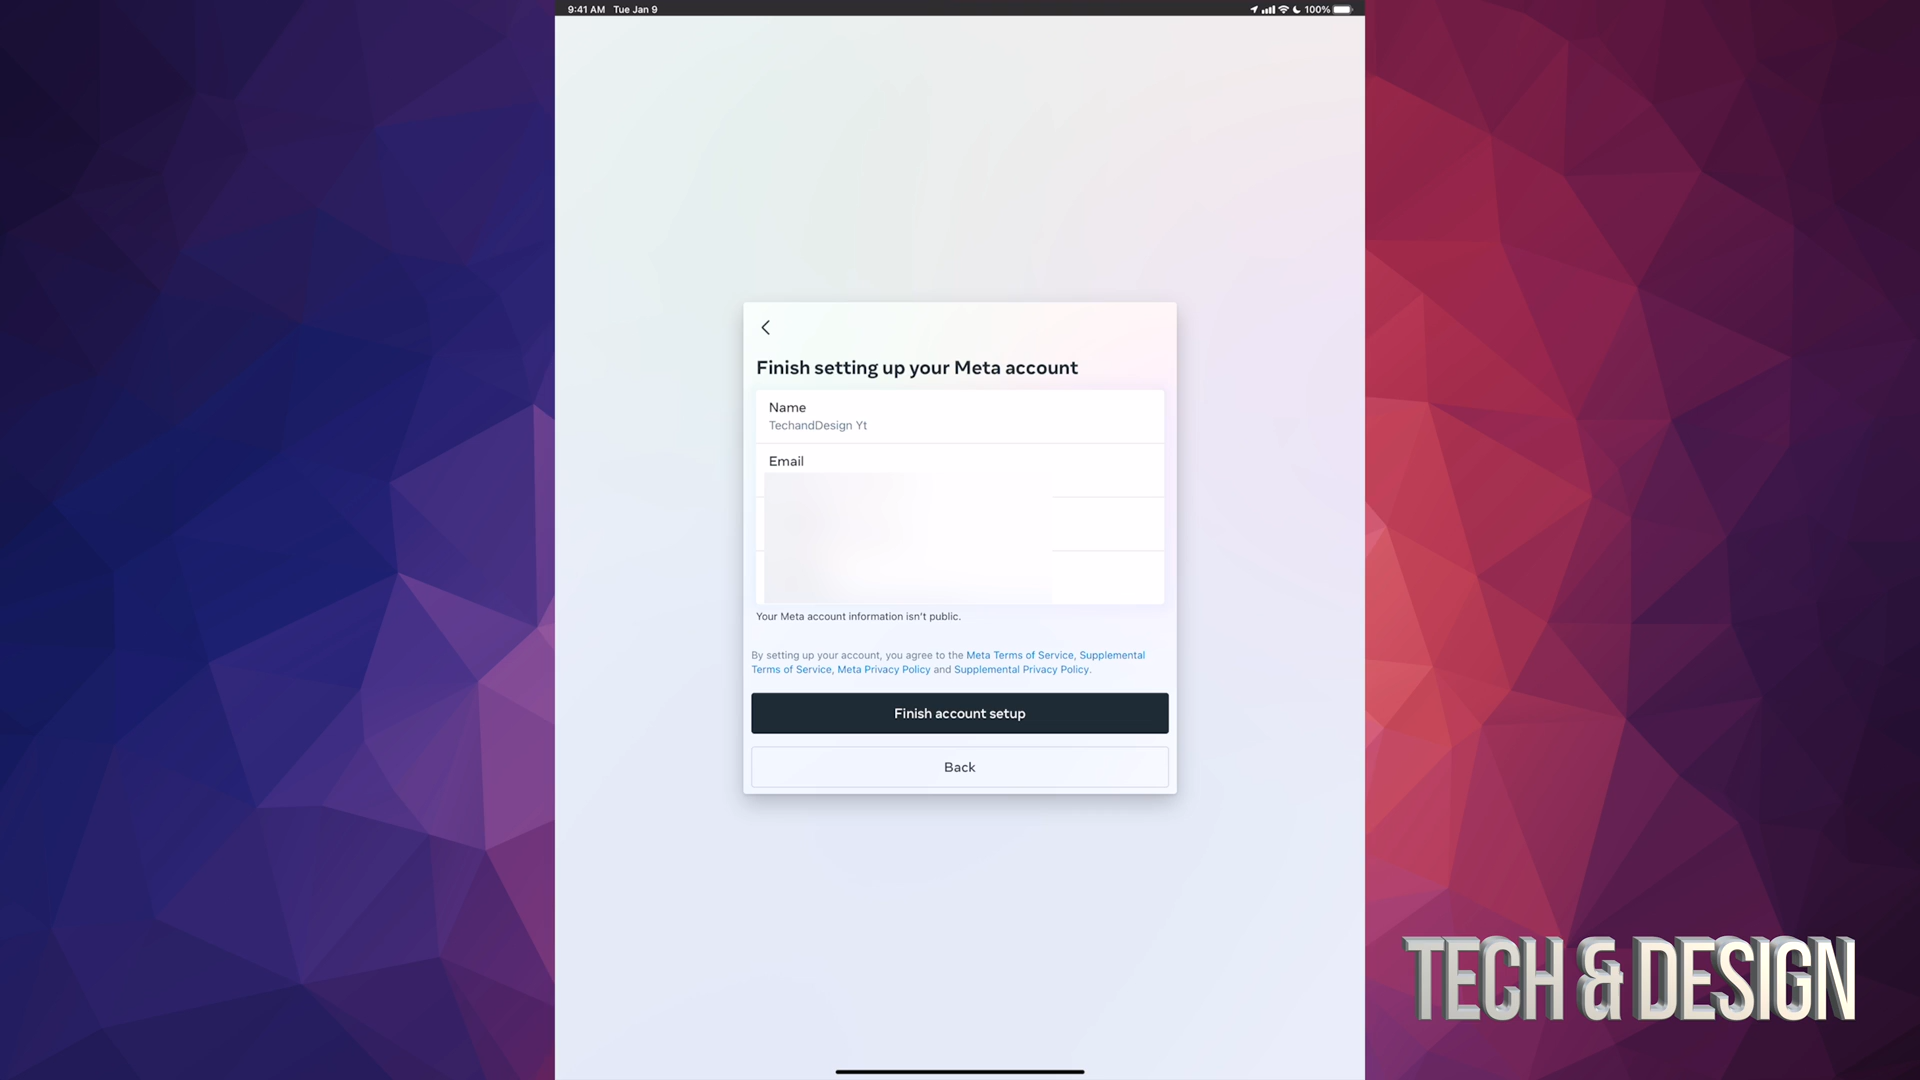 9:41 AM Tue Jan 9
100%
Finish setting up your Meta account
Name
TechandDesign Yt
Email
Your Meta account information isn't public.
By setting up your account, you agree to the Meta Terms of Service, Supplemental
Terms of Service, Meta Privacy Policy and Supplemental Privacy Policy.
Finish account setup
Back
TECH & DESIGN